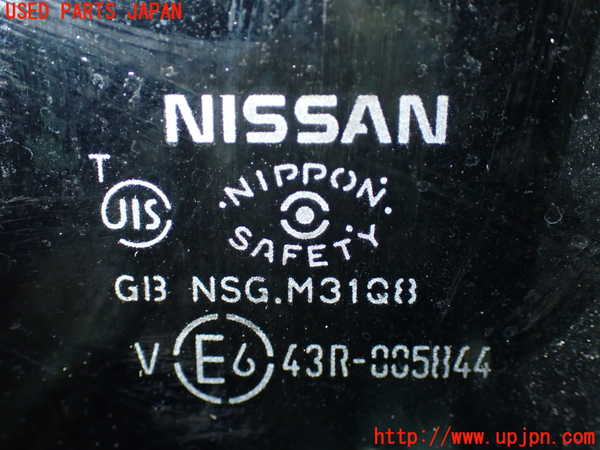 USED PARTS JAPAN
NISSAN
T
JIS
·NIPPON·
SAFETY
GB NSG.M31Q8
V E6 43R-005844
http://www.upjpn.com/